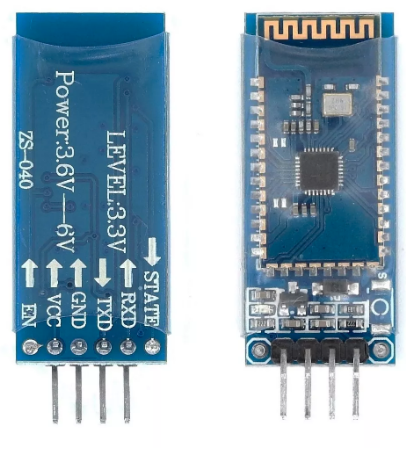 ZS-040
Power:3.6V---6V
LEVEL:3.3V
EN
VCC
GND
TXD
RXD
STATE